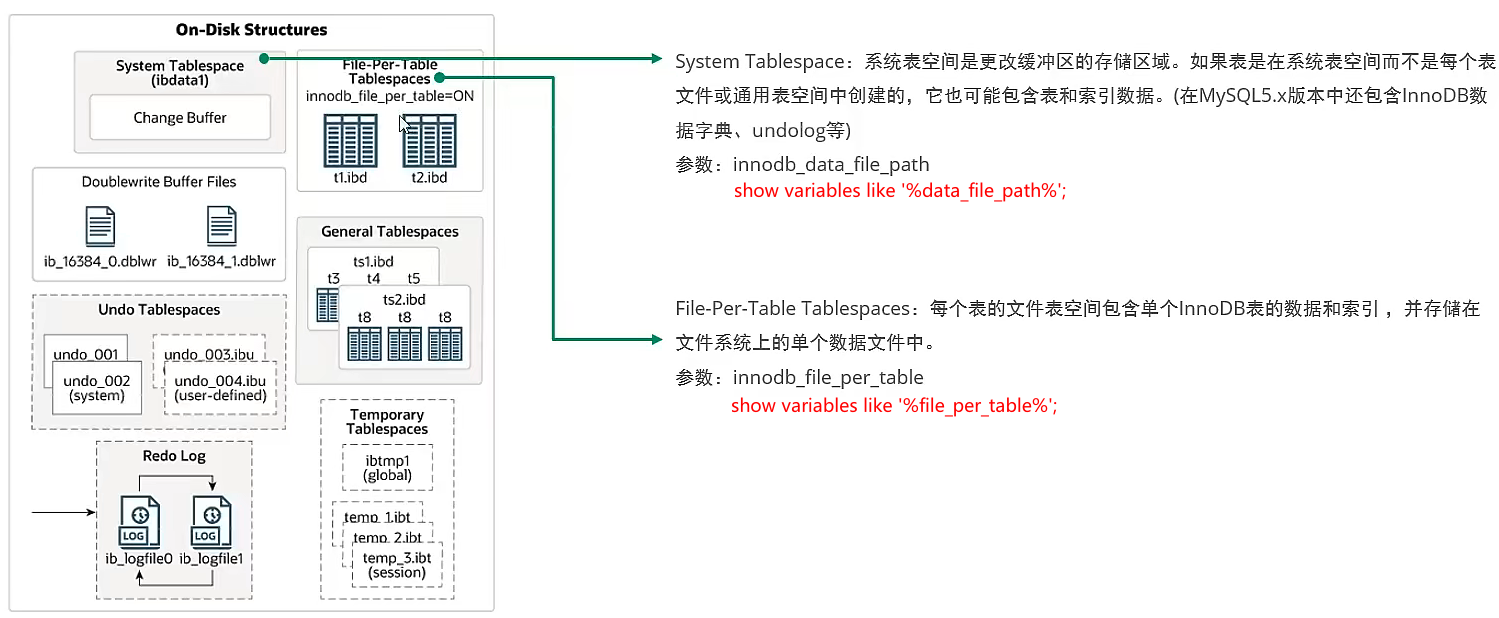 On-Disk Structures
System Tablespace
(ibdata1)
Change Buffer
File-Per-Table
Tablespaces
innodb_file_per_table=ON
t1.ibd
t2.ibd
Doublewrite Buffer Files
ib_16384_0.dblwr
ib_16384_1.dblwr
General Tablespaces
ts1.ibd
t3 t4 t5
ts2.ibd
t8 t8 t8
Undo Tablespaces
undo_001
undo_002
(system)
undo_003.ibu
undo_004.ibu
(user-defined)
Temporary
Tablespaces
ibtmp1
(global)
temp_1.ibt
temp_2.ibt
temp_3.ibt
(session)
Redo Log
LOG
LOG
ib_logfile0
ib_logfile1
System Tablespace：系统表空间是更改缓冲区的存储区域。如果表是在系统表空间而不是每个表
文件或通用表空间中创建的，它也可能包含表和索引数据。(在MySQL5.x版本中还包含InnoDB数
据字典、undolog等)
参数：innodb_data_file_path
show variables like '%data_file_path%';
File-Per-Table Tablespaces：每个表的文件表空间包含单个InnoDB表的数据和索引 ，并存储在
文件系统上的单个数据文件中。
参数：innodb_file_per_table
show variables like '%file_per_table%';